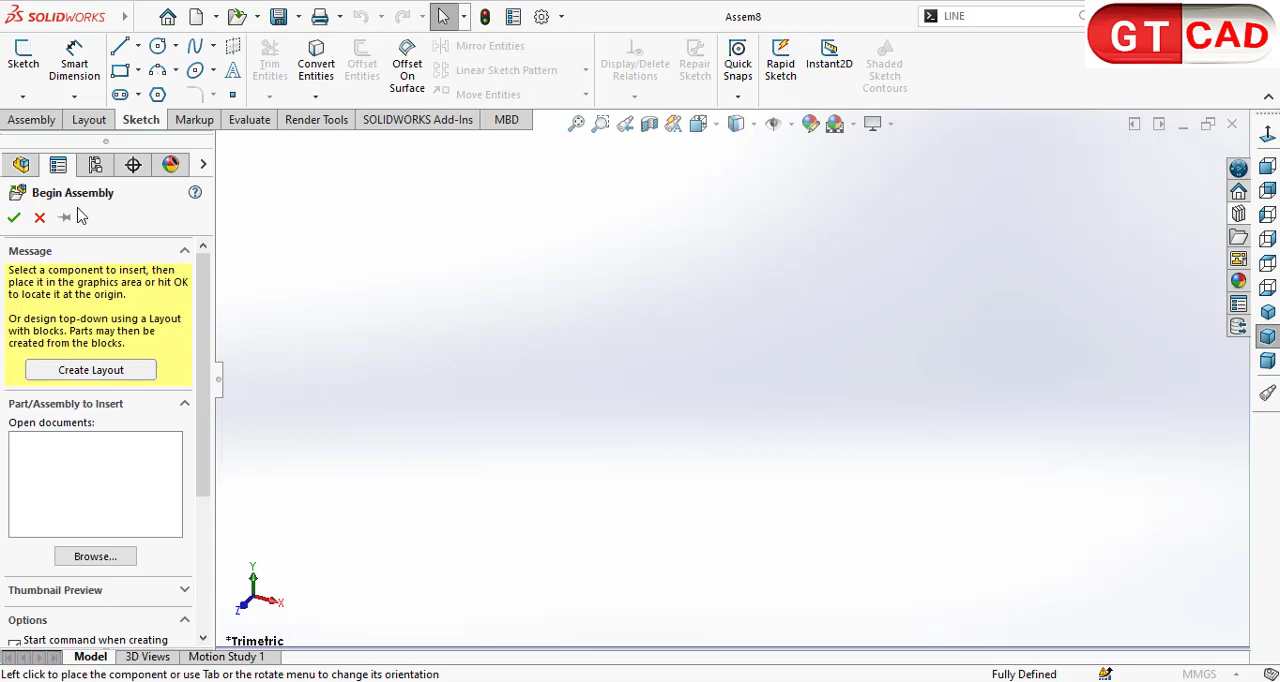 SOLIDWORKS
Assem8
LINE
GT CAD
Sketch
Smart
Dimension
Trim
Entities
Convert
Entities
Offset
Entities
Offset
On
Surface
Mirror Entities
Linear Sketch Pattern
Move Entities
Display/Delete
Relations
Repair
Sketch
Quick
Snaps
Rapid
Sketch
Instant2D
Shaded
Sketch
Contours
Assembly
Layout
Sketch
Markup
Evaluate
Render Tools
SOLIDWORKS Add-Ins
MBD
Begin Assembly
Message
Select a component to insert, then
place it in the graphics area or hit OK
to locate it at the origin.
Or design top-down using a Layout
with blocks. Parts may then be
created from the blocks.
Create Layout
Part/Assembly to Insert
Open documents:
Browse...
Thumbnail Preview
Options
Start command when creating
Y
X
Z
*Trimetric
Model
3D Views
Motion Study 1
Left click to place the component or use Tab or the rotate menu to change its orientation
Fully Defined
MMGS